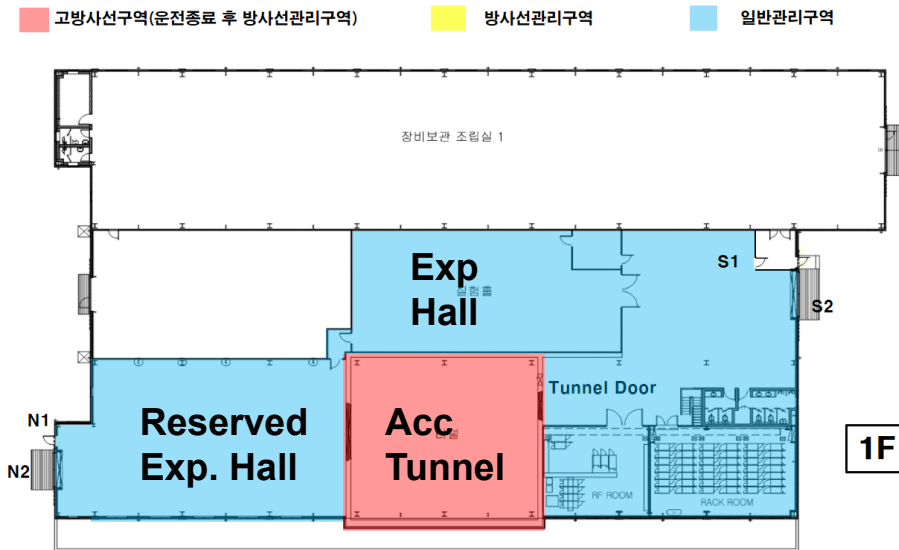 고방사선구역(운전종료 후 방사선관리구역)
방사선관리구역
일반관리구역
장비보관 조립실 1
Exp
Hall
S1
S2
Tunnel Door
N1
N2
Reserved
Exp. Hall
Acc
Tunnel
RF ROOM
RACK ROOM
1F